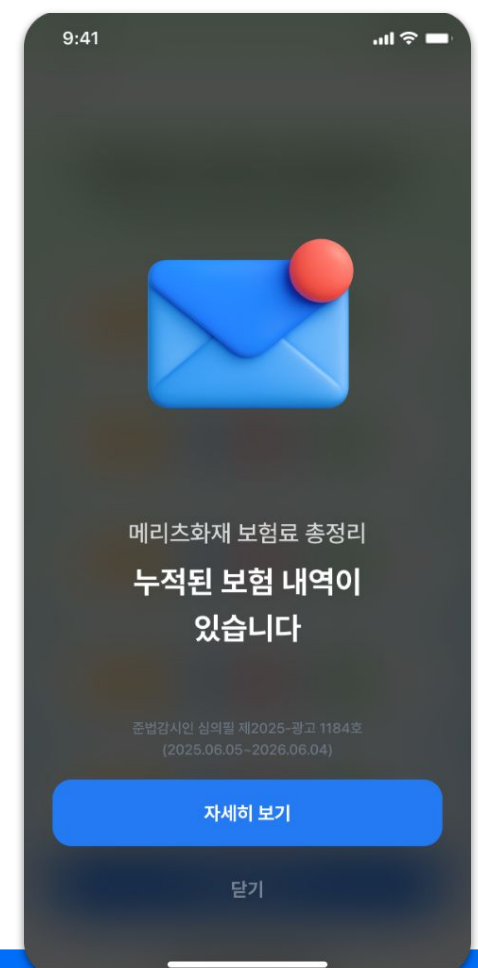 9:41
메리츠화재 보험료 총정리
누적된 보험 내역이
있습니다
준법감시인 심의필 제2025-광고 1184호
(2025.06.05~2026.06.04)
자세히 보기
닫기